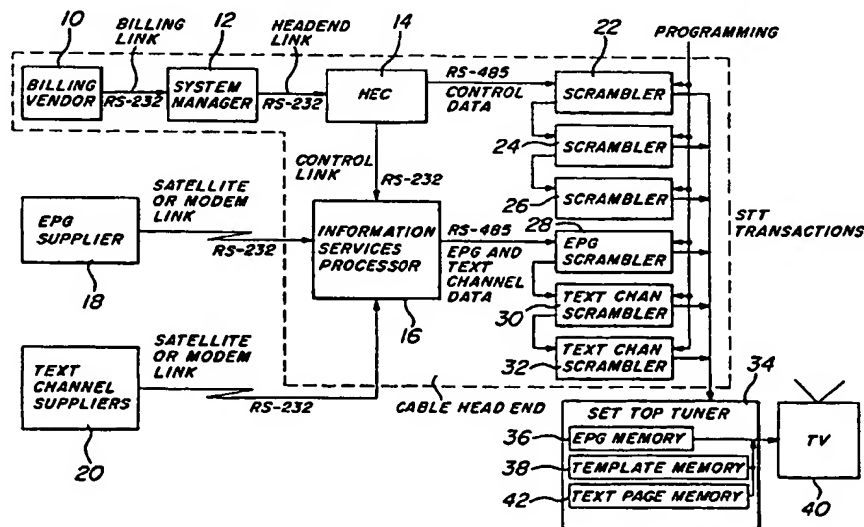 10
BILLING
LINK
12
HEADEND
LINK
14
22
PROGRAMMING
BILLING
VENDOR
RS-232
SYSTEM
MANAGER
RS-232
HEC
RS-485
CONTROL
DATA
SCRAMBLER
24
SCRAMBLER
26
SCRAMBLER
CONTROL
LINK
RS-232
SATELLITE
OR MODEM
LINK
EPG
SUPPLIER
18
RS-232
INFORMATION
SERVICES
PROCESSOR
16
RS-485
EPG AND
TEXT
CHANNEL
DATA
28
EPG
SCRAMBLER
30
TEXT CHAN
SCRAMBLER
32
TEXT CHAN
SCRAMBLER
STT
TRANSACTIONS
SATELLITE
OR MODEM
LINK
TEXT
CHANNEL
SUPPLIERS
20
RS-232
CABLE HEAD END
34
SET TOP TUNER
36
EPG MEMORY
38
TEMPLATE MEMORY
42
TEXT PAGE MEMORY
TV
40